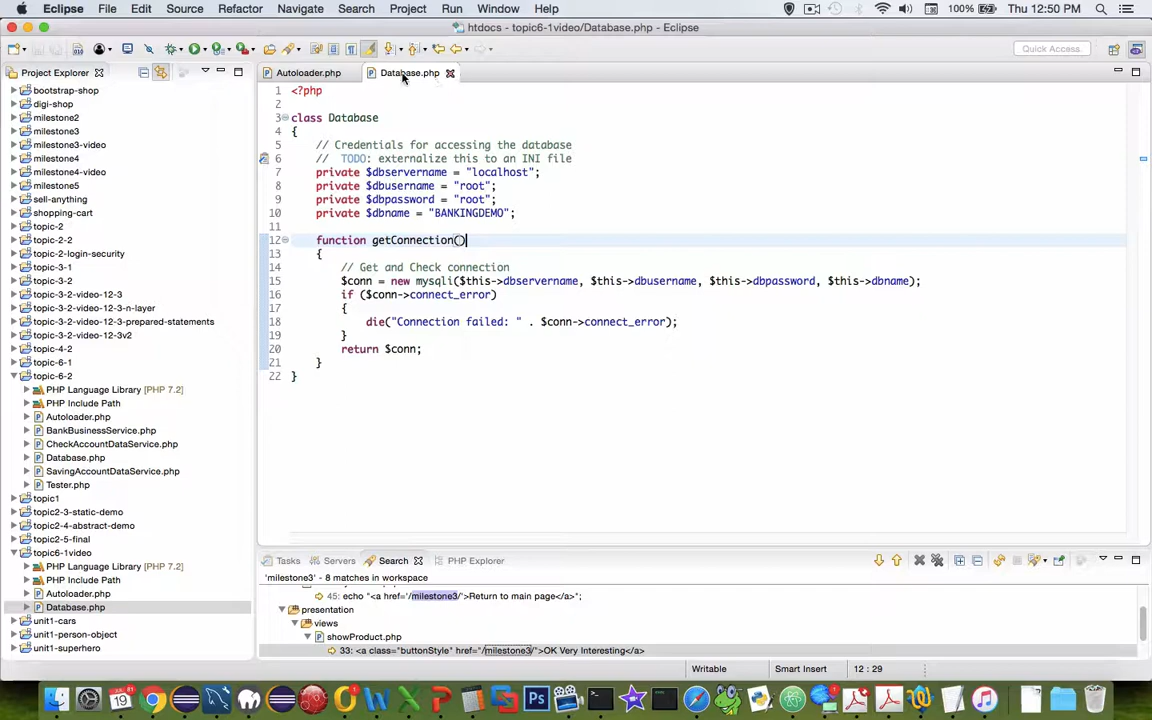 Eclipse File Edit Source Refactor Navigate Search Project Run Window Help 100% Thu 12:50 PM
htdocs - topic6-1video/Database.php - Eclipse
Quick Access
Project Explorer
bootstrap-shop
digi-shop
milestone2
milestone3
milestone3-video
milestone4
milestone4-video
milestone5
sell-anything
shopping-cart
topic-2
topic-2-2
topic-2-login-security
topic-3-1
topic-3-2
topic-3-2-video-12-3
topic-3-2-video-12-3-n-layer
topic-3-2-video-12-3-prepared-statements
topic-3-2-video-12-3v2
topic-4-2
topic-6-1
topic-6-2
PHP Language Library [PHP 7.2]
PHP Include Path
Autoloader.php
BankBusinessService.php
CheckAccountDataService.php
Database.php
SavingAccountDataService.php
Tester.php
topic1
topic2-3-static-demo
topic2-4-abstract-demo
topic2-5-final
topic6-1video
PHP Language Library [PHP 7.2]
PHP Include Path
Autoloader.php
Database.php
unit1-cars
unit1-person-object
unit1-superhero
Autoloader.php Database.php
1 <?php
2
3 class Database
4 {
5 // Credentials for accessing the database
6 // TODO: externalize this to an INI file
7 private $dbservername = "localhost";
8 private $dbusername = "root";
9 private $dbpassword = "root";
10 private $dbname = "BANKINGDEMO";
11
12 function getConnection()
13 {
14 // Get and Check connection
15 $conn = new mysqli($this->dbservername, $this->dbusername, $this->dbpassword, $this->dbname);
16 if ($conn->connect_error)
17 {
18 die("Connection failed: " . $conn->connect_error);
19 }
20 return $conn;
21 }
22 }
Tasks Servers Search PHP Explorer
'milestone3' - 8 matches in workspace
45: echo "<a href='/milestone3/'>Return to main page</a>";
presentation
views
showProduct.php
33: <a class="buttonStyle" href="/milestone3/">OK Very Interesting</a>
Writable Smart Insert 12 : 29